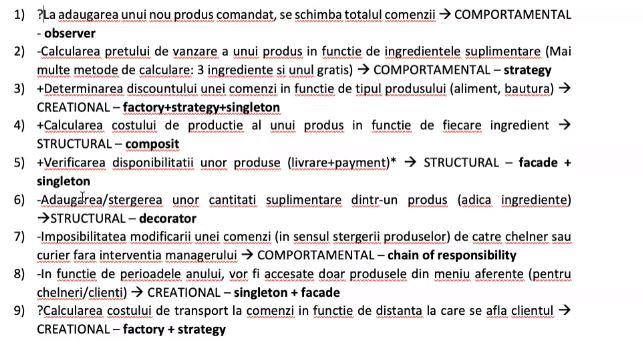 1) ?La adaugarea unui nou produs comandat, se schimba totalul comenzii → COMPORTAMENTAL
- observer
2) -Calcularea pretului de vanzare a unui produs in functie de ingredientele suplimentare (Mai
multe metode de calculare: 3 ingrediente si unul gratis) → COMPORTAMENTAL – strategy
3) +Determinarea discountului unei comenzi in functie de tipul produsului (aliment, bautura) →
CREATIONAL – factory+strategy+singleton
4) +Calcularea costului de productie al unui produs in functie de fiecare ingredient →
STRUCTURAL – composit
5) +Verificarea disponibilitatii unor produse (livrare+payment)* → STRUCTURAL – facade +
singleton
6) -Adaugarea/stergerea unor cantitati suplimentare dintr-un produs (adica ingrediente)
→STRUCTURAL – decorator
7) -Imposibilitatea modificarii unei comenzi (in sensul stergerii produselor) de catre chelner sau
curier fara interventia managerului → COMPORTAMENTAL – chain of responsibility
8) -In functie de perioadele anului, vor fi accesate doar produsele din meniu aferente (pentru
chelneri/clienti) → CREATIONAL – singleton + facade
9) ?Calcularea costului de transport la comenzi in functie de distanta la care se afla clientul →
CREATIONAL – factory + strategy